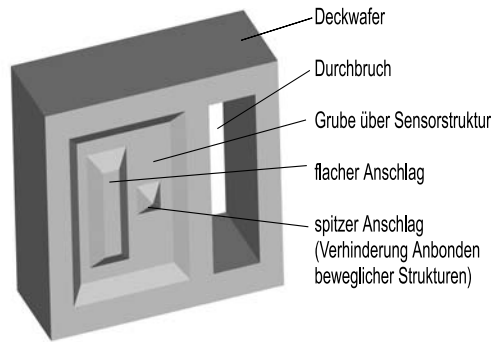 Deckwafer
Durchbruch
Grube über Sensorstruktur
flacher Anschlag
spitzer Anschlag
(Verhinderung Anbonden
beweglicher Strukturen)